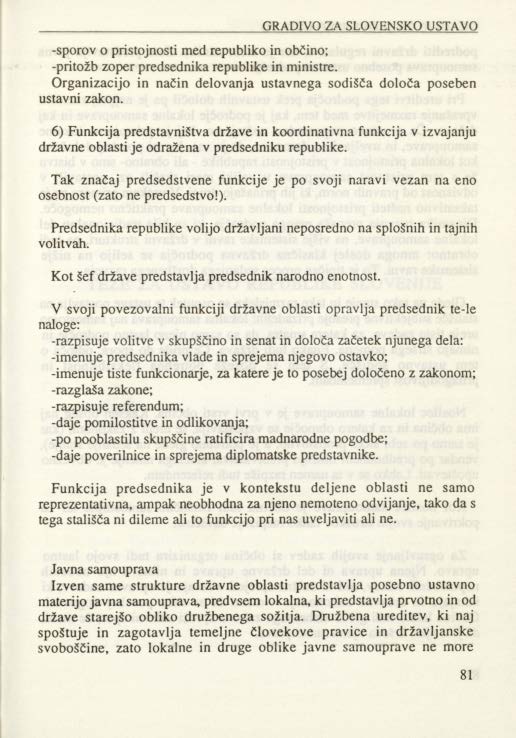 GRADIVO ZA SLOVENSKO USTAVO
-sporov o pristojnosti med republiko in občino;
-pritožb zoper predsednika republike in ministre.
Organizacijo in način delovanja ustavnega sodišča določa poseben
ustavni zakon.
6) Funkcija predstavništva države in koordinativna funkcija v izvajanju
državne oblasti je odražena v predsedniku republike.
Tak značaj predsedstvene funkcije je po svoji naravi vezan na eno
osebnost (zato ne predsedstvo!).
Predsednika republike volijo državljani neposredno na splošnih in tajnih
volitvah.
Kot šef države predstavlja predsednik narodno enotnost.
V svoji povezovalni funkciji državne oblasti opravlja predsednik te-le
naloge:
-razpisuje volitve v skupščino in senat in določa začetek njunega dela:
-imenuje predsednika vlade in sprejema njegovo ostavko;
-imenuje tiste funkcionarje, za katere je to posebej določeno z zakonom;
-razglaša zakone;
-razpisuje referendum;
-daje pomilostitve in odlikovanja;
-po pooblastilu skupščine ratificira madnarodne pogodbe;
-daje poverilnice in sprejema diplomatske predstavnike.
Funkcija predsednika je v kontekstu deljene oblasti ne samo
reprezentativna, ampak neobhodna za njeno nemoteno odvijanje, tako da s
tega stališča ni dileme ali to funkcijo pri nas uveljaviti ali ne.
Javna samouprava
Izven same strukture državne oblasti predstavlja posebno ustavno
materijo javna samouprava, predvsem lokalna, ki predstavlja prvotno in od
države starejšo obliko družbenega sožitja. Družbena ureditev, ki naj
spoštuje in zagotavlja temeljne človekove pravice in državljanske
svoboščine, zato lokalne in druge oblike javne samouprave ne more
81